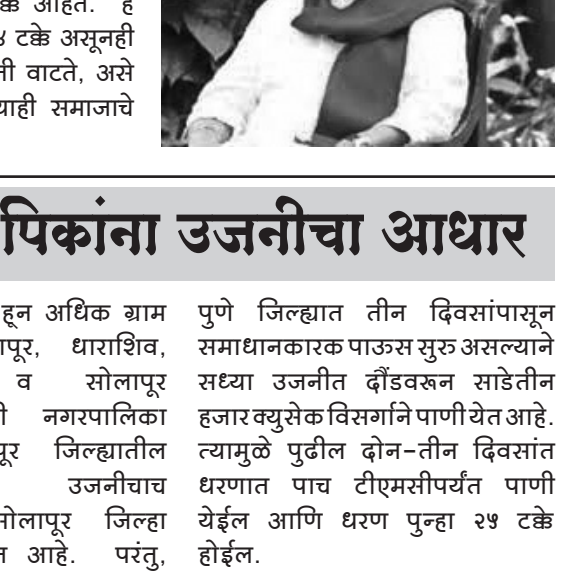 आहेत. हे
टक्के असूनही
वाटते, असे
समाजाचे
पिकांना उजनीचा आधार
हून अधिक ग्राम
धाराशिव,
व सोलापूर
नगरपालिका
जिल्ह्यातील
उजनीचाच
सोलापूर जिल्हा
आहे. परंतु,
पुणे जिल्ह्यात तीन दिवसांपासून
समाधानकारक पाऊस सुरु असल्याने
सध्या उजनीत दौंडवरून साडेतीन
हजार क्युसेक विसर्गाने पाणी येत आहे.
त्यामुळे पुढील दोन-तीन दिवसांत
धरणात पाच टीएमसीपर्यंत पाणी
येईल आणि धरण पुन्हा २५ टक्के
होईल.